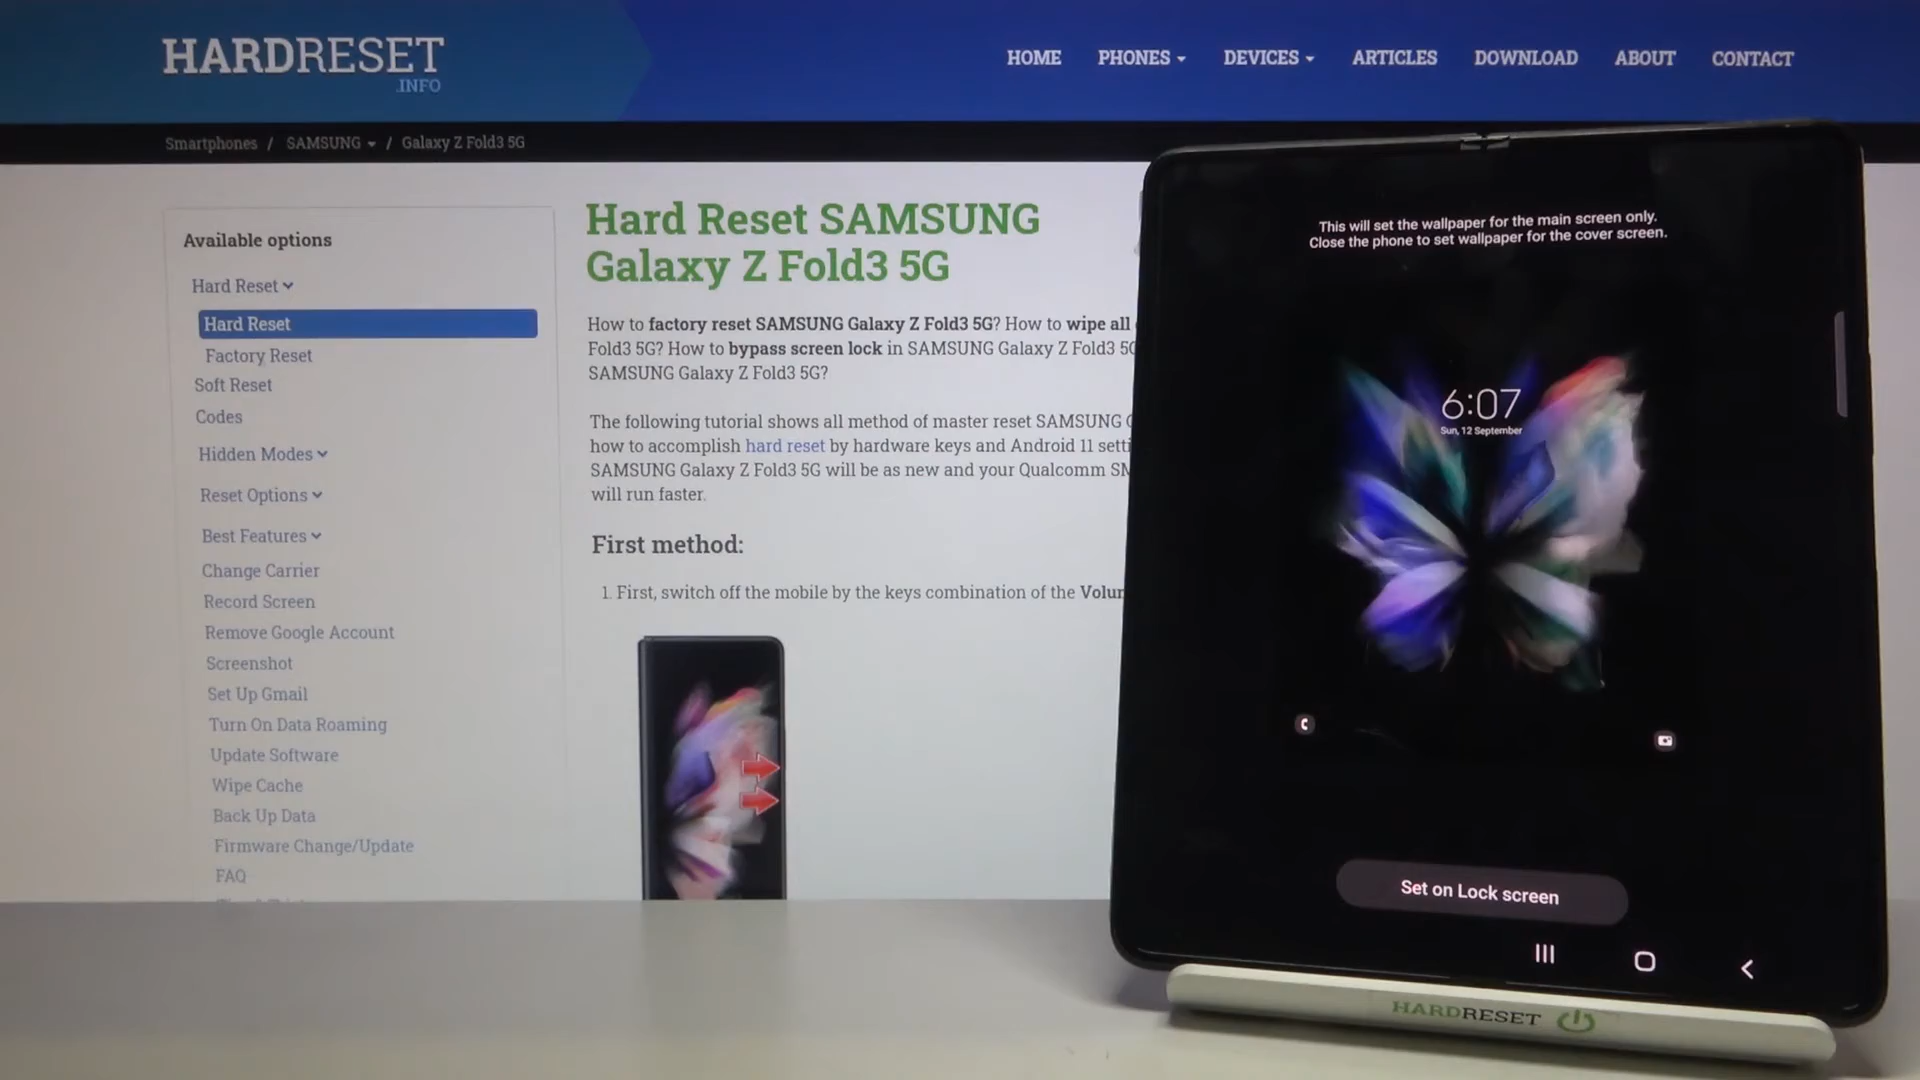 HARDRESET
.INFO
HOME PHONES DEVICES ARTICLES DOWNLOAD ABOUT CONTACT
Smartphones / SAMSUNG / Galaxy Z Fold3 5G
Available options
Hard Reset
Hard Reset
Factory Reset
Soft Reset
Codes
Hidden Modes
Reset Options
Best Features
Change Carrier
Record Screen
Remove Google Account
Screenshot
Set Up Gmail
Turn On Data Roaming
Update Software
Wipe Cache
Back Up Data
Firmware Change/Update
FAQ
Hard Reset SAMSUNG
Galaxy Z Fold3 5G
How to factory reset SAMSUNG Galaxy Z Fold3 5G? How to wipe all
Fold3 5G? How to bypass screen lock in SAMSUNG Galaxy Z Fold3
SAMSUNG Galaxy Z Fold3 5G?
The following tutorial shows all method of master reset SAMSUNG
how to accomplish hard reset by hardware keys and Android 11
SAMSUNG Galaxy Z Fold3 5G will be as new and your Qualcomm
will run faster.
First method:
1. First, switch off the mobile by the keys combination of the
This will set the wallpaper for the main screen only.
Close the phone to set wallpaper for the cover screen.
6:07
Sun, 12 September
Set on Lock screen
HARDRESET